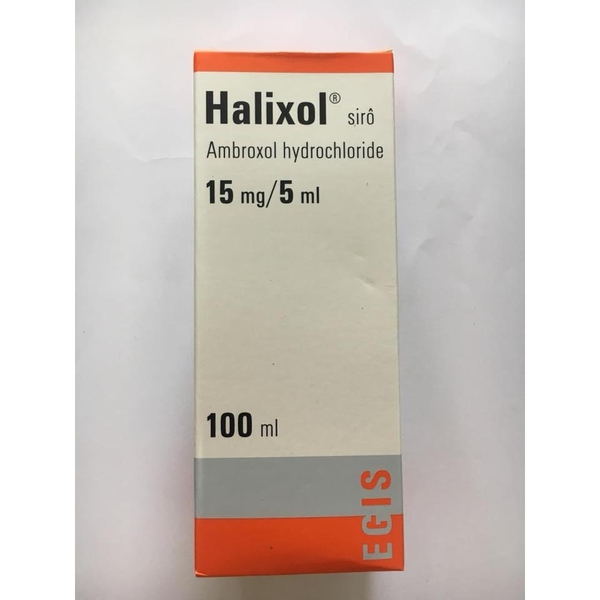 Halixol® sirô
Ambroxol hydrochloride
15 mg/5 ml
100 ml
EGIS